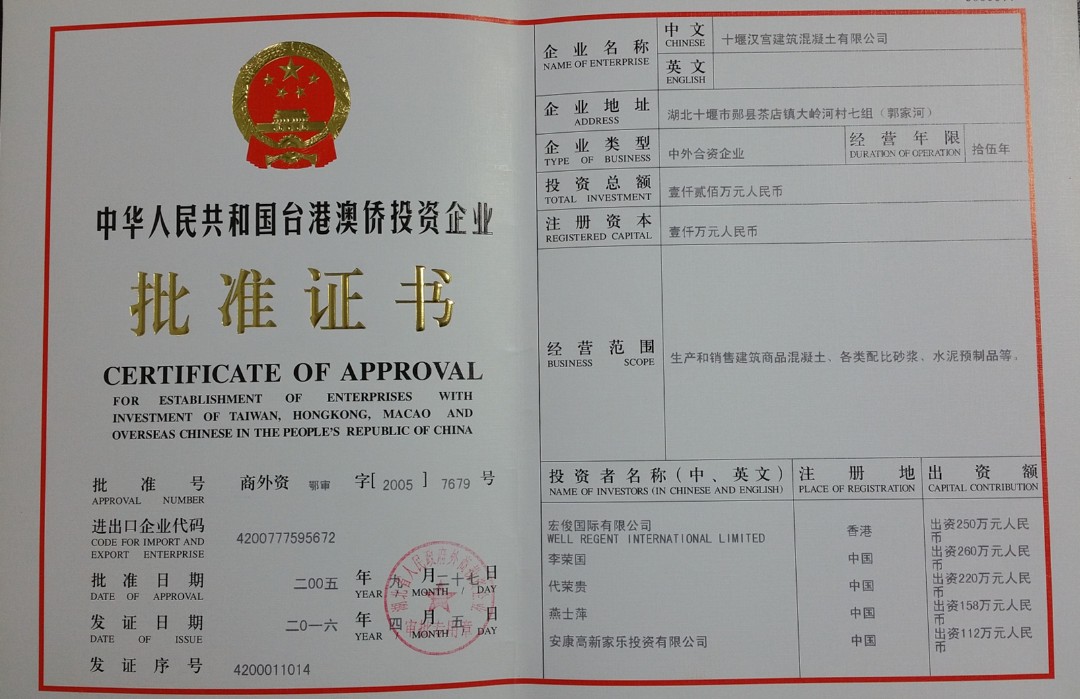 中华人民共和国台港澳侨投资企业
批准证书
CERTIFICATE OF APPROVAL
FOR ESTABLISHMENT OF ENTERPRISES WITH
INVESTMENT OF TAIWAN, HONGKONG, MACAO AND
OVERSEAS CHINESE IN THE PEOPLE'S REPUBLIC OF CHINA
批准号 商外资 鄂审 字[ 2005 ] 7679 号
APPROVAL NUMBER
进出口企业代码 4200777595672
CODE FOR IMPORT AND
EXPORT ENTERPRISE
批准日期 二00五 年 九 月 二十七 日
DATE OF APPROVAL YEAR MONTH DAY
发证日期 二0一六 年 四 月 五 日
DATE OF ISSUE YEAR MONTH DAY
发证序号 4200011014
审批专用章
企业名称 中文 十堰汉宫建筑混凝土有限公司
NAME OF ENTERPRISE CHINESE
英文
ENGLISH
企业地址 湖北十堰市郧县茶店镇大岭河村七组（郭家河）
ADDRESS
企业类型 中外合资企业 经营年限 拾伍年
TYPE OF BUSINESS DURATION OF OPERATION
投资总额 壹仟贰佰万元人民币
TOTAL INVESTMENT
注册资本 壹仟万元人民币
REGISTERED CAPITAL
经营范围 生产和销售建筑商品混凝土、各类配比砂浆、水泥预制品等。
BUSINESS SCOPE
投资者名称(中、英文) 注册地 出资额
NAME OF INVESTORS (IN CHINESE AND ENGLISH) PLACE OF REGISTRATION CAPITAL CONTRIBUTION
宏俊国际有限公司 香港 出资250万元人民
WELL REGENT INTERNATIONAL LIMITED 币
李荣国 中国 出资260万元人民
币
代荣贵 中国 出资220万元人民
币
燕士萍 中国 出资158万元人民
币
安康高新家乐投资有限公司 中国 出资112万元人民
币